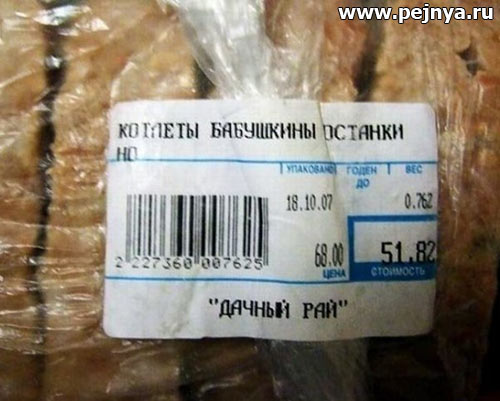 www.pejnya.ru
КОТЛЕТЫ БАБУШКИНЫ ОСТАНКИ
НО
УПАКОВАНО ГОДЕН ДО ВЕС
18.10.07 0.762
68.00 51.82
ЦЕНА СТОИМОСТЬ
2 227360 007625
"ДАЧНЫЙ РАЙ"